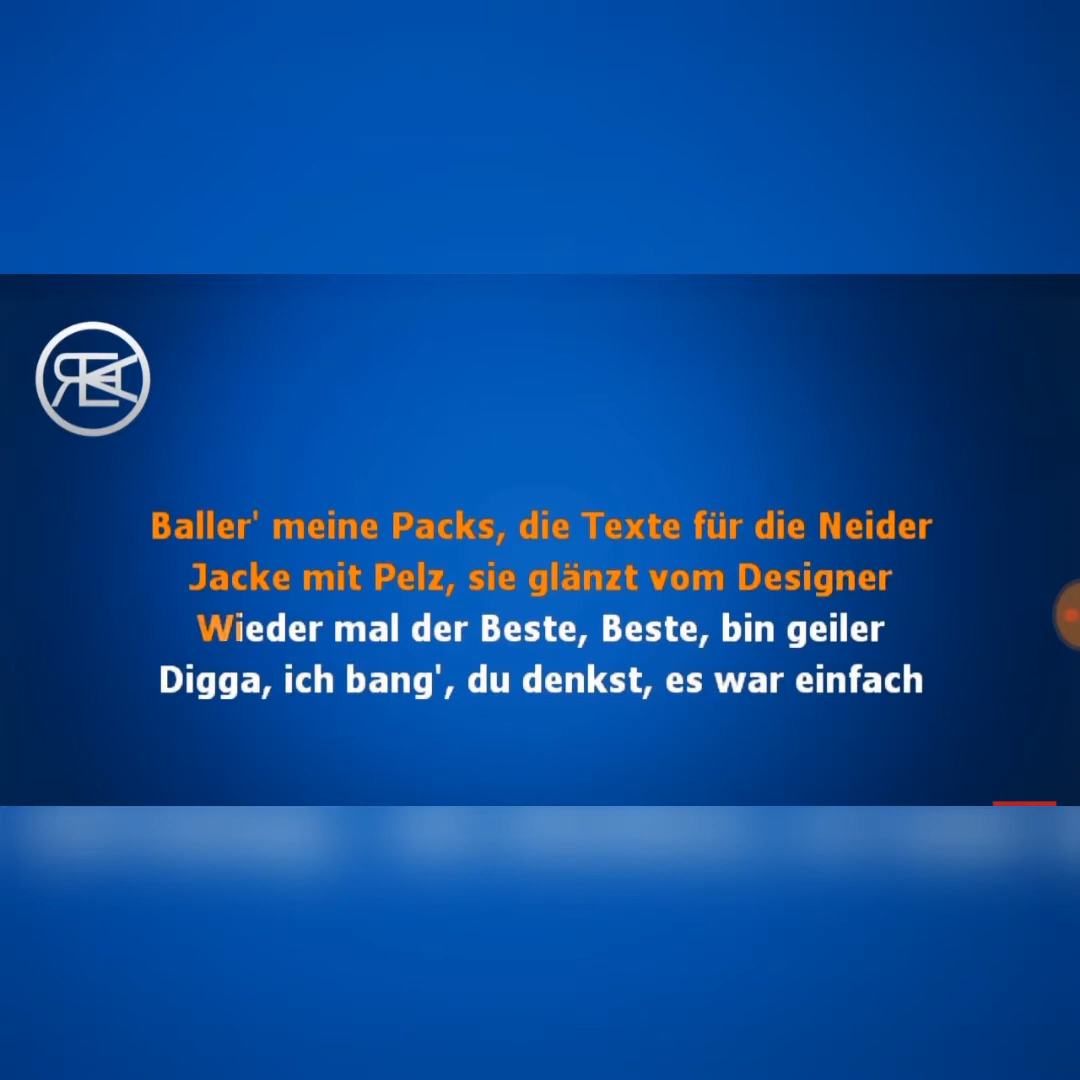 Baller' meine Packs, die Texte für die Neider
Jacke mit Pelz, sie glänzt vom Designer
Wieder mal der Beste, Beste, bin geiler
Digga, ich bang', du denkst, es war einfach